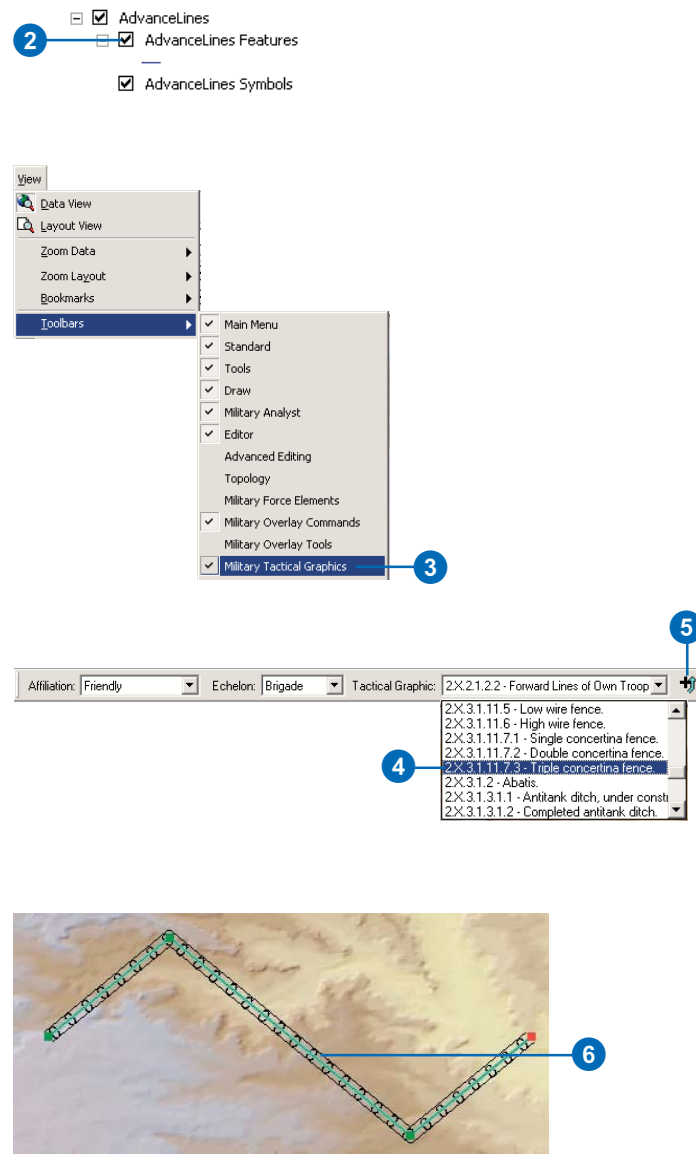 AdvanceLines
2
AdvanceLines Features
AdvanceLines Symbols
View
Data View
Layout View
Zoom Data
Zoom Layout
Bookmarks
Toolbars
Main Menu
Standard
Tools
Draw
Military Analyst
Editor
Advanced Editing
Topology
Military Force Elements
Military Overlay Commands
Military Overlay Tools
Military Tactical Graphics
3
5
Affiliation: Friendly Echelon: Brigade Tactical Graphic: 2.X.2.1.2.2 - Forward Lines of Own Troop
2.X.3.1.11.5 - Low wire fence.
2.X.3.1.11.6 - High wire fence.
2.X.3.1.11.7.1 - Single concertina fence.
2.X.3.1.11.7.2 - Double concertina fence.
4
2.X.3.1.11.7.3 - Triple concertina fence.
2.X.3.1.2 - Abatis.
2.X.3.1.3.1.1 - Antitank ditch, under constr
2.X.3.1.3.1.2 - Completed antitank ditch.
6